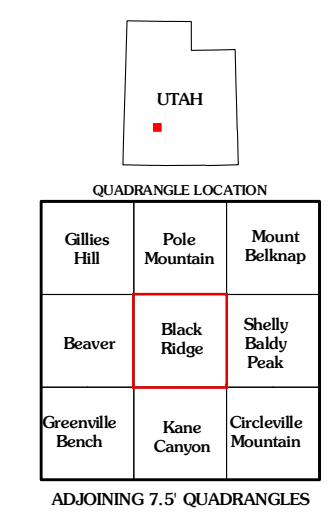 UTAH
QUADRANGLE LOCATION
Gillies
Hill
Pole
Mountain
Mount
Belknap
Beaver
Black
Ridge
Shelly
Baldy
Peak
Greenville
Bench
Kane
Canyon
Circleville
Mountain
ADJOINING 7.5' QUADRANGLES